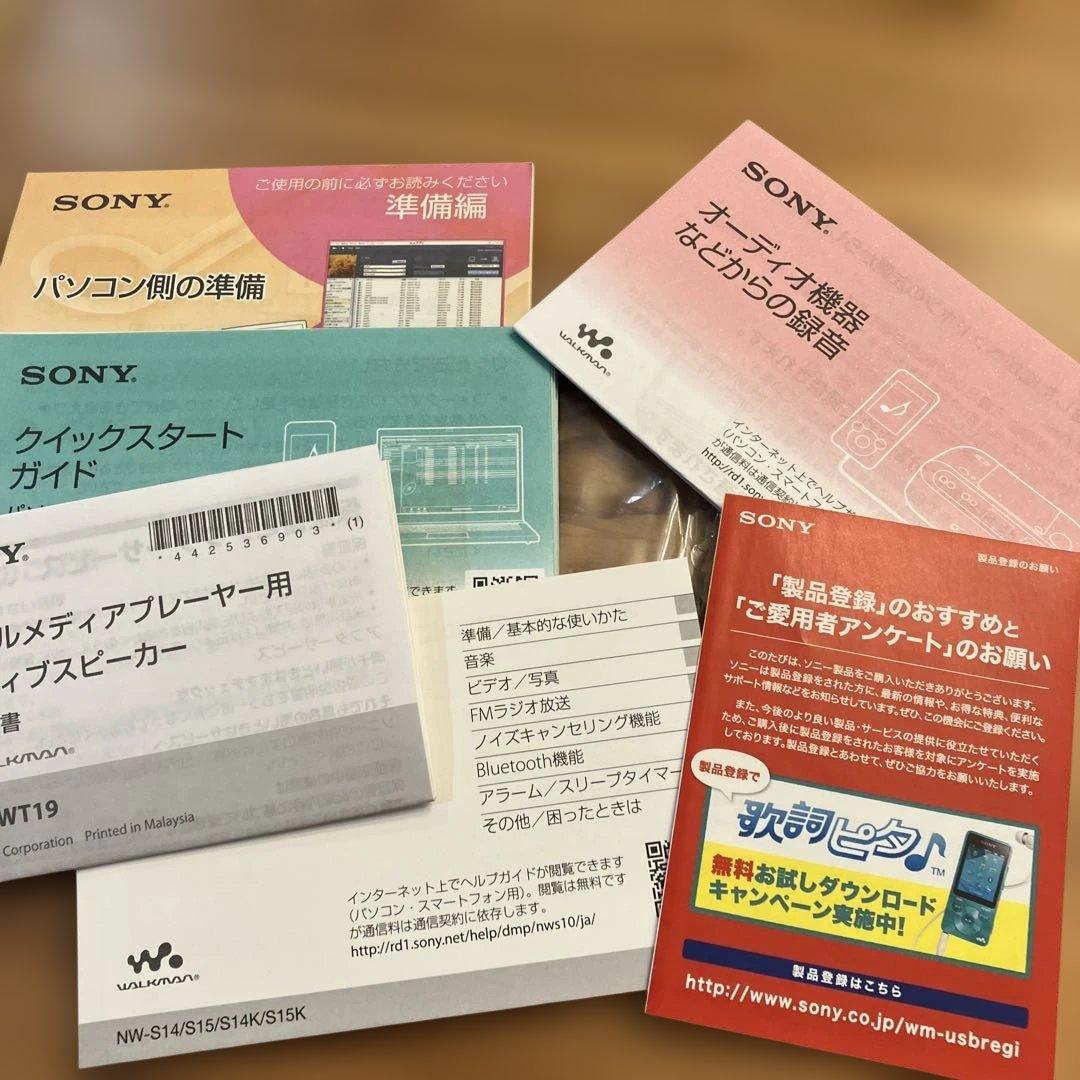 SONY®
ご使用の前に必ずお読みください
準備編
パソコン側の準備
SONY®
オーディオ機器
などからの録音
WALKMAN®
インターネット上でヘルプガ
(パソコン・スマートフォ
が通信料は通信契約に依存
http://rd1.sony
SONY®
クイックスタート
ガイド
できます
*442536903*(1)
Y®
ルメディアプレーヤー用
ィブスピーカー
書
LKMAN®
WT19
Corporation Printed in Malaysia
準備/基本的な使いかた
音楽
ビデオ/写真
FMラジオ放送
ノイズキャンセリング機能
Bluetooth機能
アラーム/スリープタイマー
その他/困ったときは
インターネット上でヘルプガイドが閲覧できます
(パソコン・スマートフォン用)。閲覧は無料です
が通信料は通信契約に依存します。
http://rd1.sony.net/help/dmp/nws10/ja/
WALKMAN®
NW-S14/S15/S14K/S15K
SONY
製品登録のお願い
「製品登録」のおすすめと
「ご愛用者アンケート」のお願い
このたびは、ソニー製品をご購入いただきありがとうございます。
ソニーは製品登録をされた方に、最新の情報や、お得な特典、便利な
サポート情報などをお知らせしています。ぜひ、この機会にご登録ください。
また、今後のより良い製品・サービスの提供に役立たせていただく
ため、ご購入後に製品登録をされたお客様を対象にアンケートを実施
しております。製品登録とあわせて、ぜひご協力をお願いいたします。
製品登録で
歌詞ピタ♪TM
無料お試しダウンロード
キャンペーン実施中!
製品登録はこちら
http://www.sony.co.jp/wm-usbregi